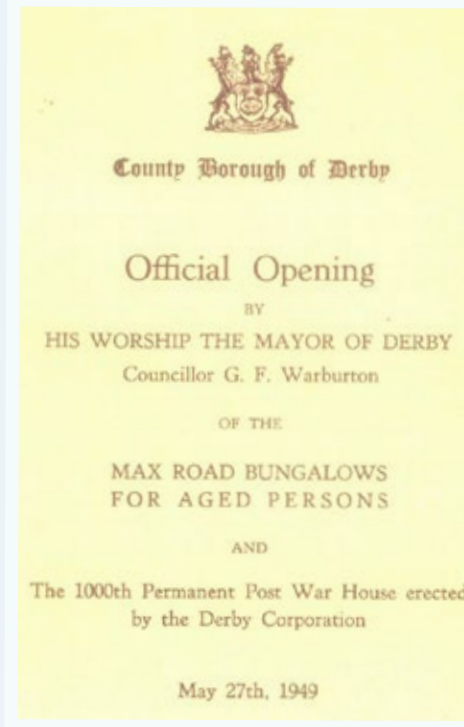 County Borough of Derby
Official Opening
BY
HIS WORSHIP THE MAYOR OF DERBY
Councillor G. F. Warburton
OF THE
MAX ROAD BUNGALOWS
FOR AGED PERSONS
AND
The 1000th Permanent Post War House erected
by the Derby Corporation
May 27th, 1949